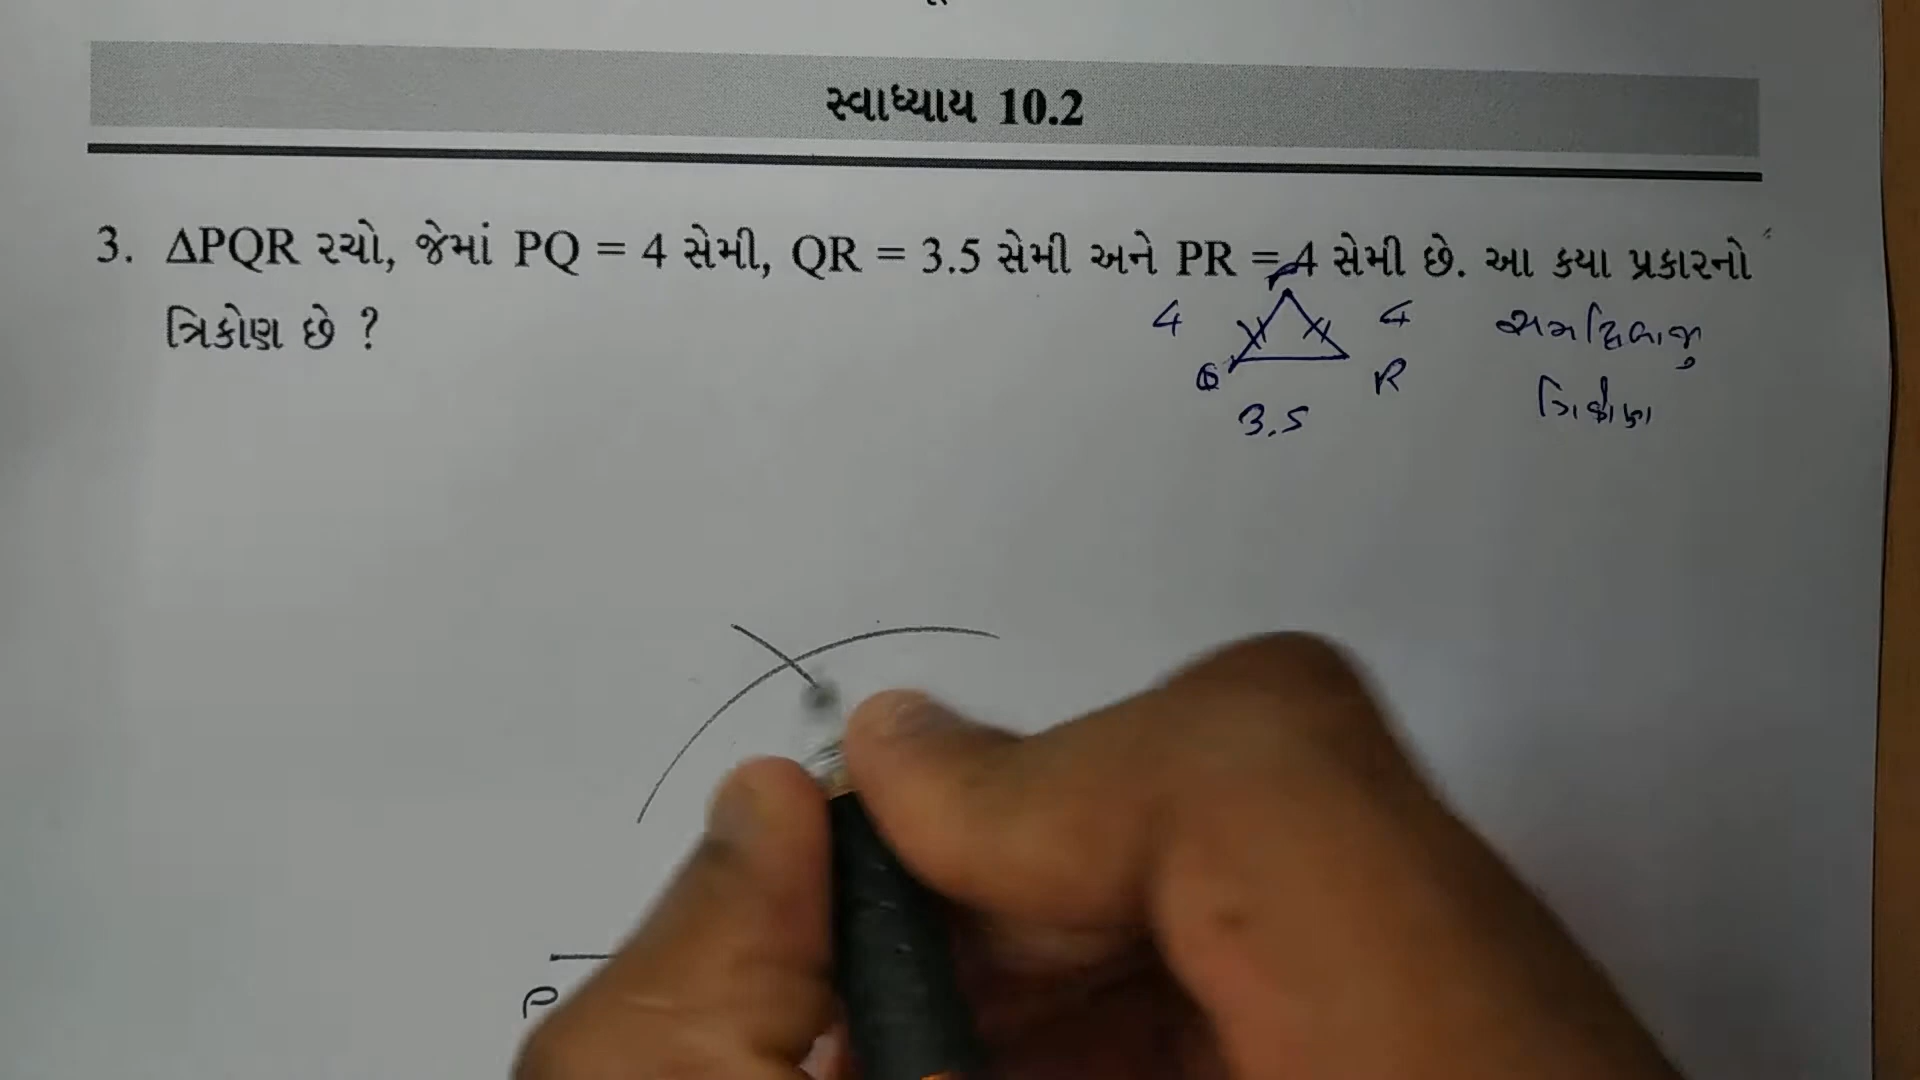 સ્વાધ્યાય 10.2
3. ΔPQR રચો, જેમાં PQ = 4 સેમી, QR = 3.5 સેમી અને PR = 4 સેમી છે. આ કયા પ્રકારનો
ત્રિકોણ છે ?
P
4
4
સમદ્વિબાજુ
Q
R
3.5
ત્રિકોણ
P